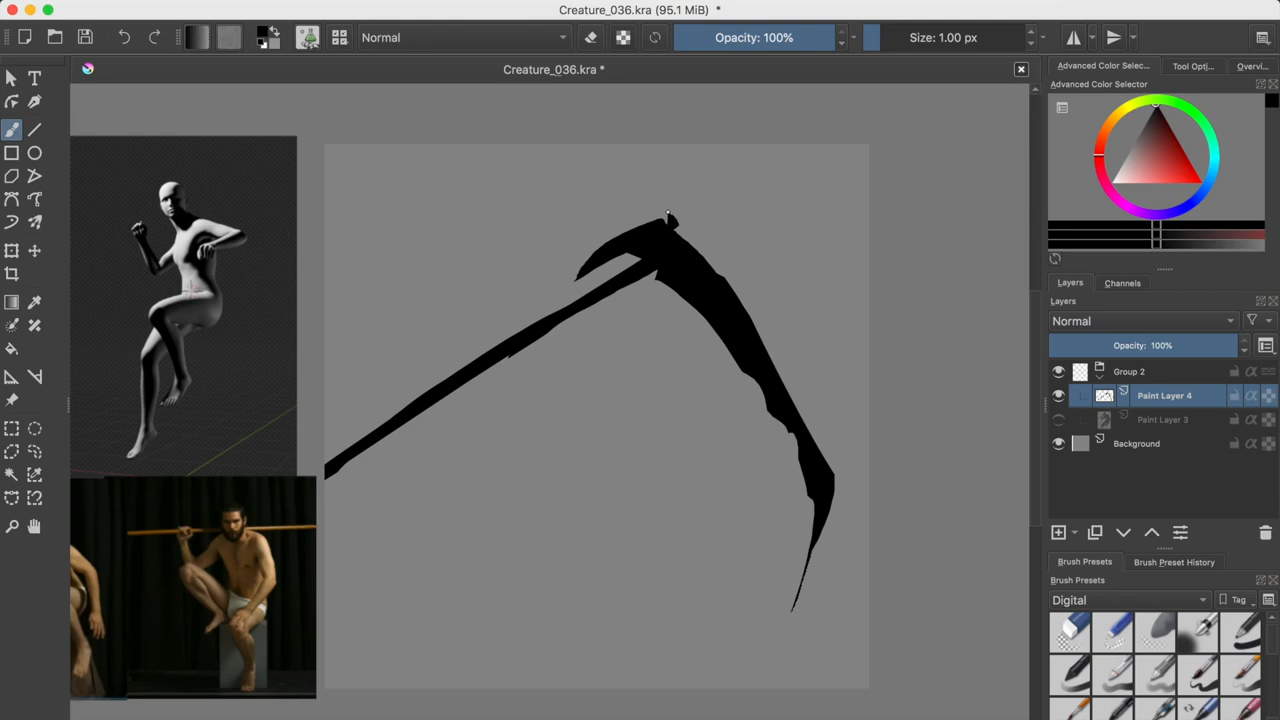 Creature_036.kra (95.1 MiB) *
Normal
Opacity: 100%
Size: 1.00 px
Creature_036.kra *
Advanced Color Selec...
Tool Opti...
Overvi...
Advanced Color Selector
Layers
Channels
Layers
Normal
Opacity: 100%
Group 2
Paint Layer 4
Paint Layer 3
Background
Brush Presets
Brush Preset History
Brush Presets
Digital
Tag